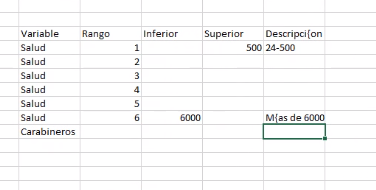 Variable Rango Inferior Superior Descripci{on
Salud 1 500 24-500
Salud 2
Salud 3
Salud 4
Salud 5
Salud 6 6000 M{as de 6000
Carabineros